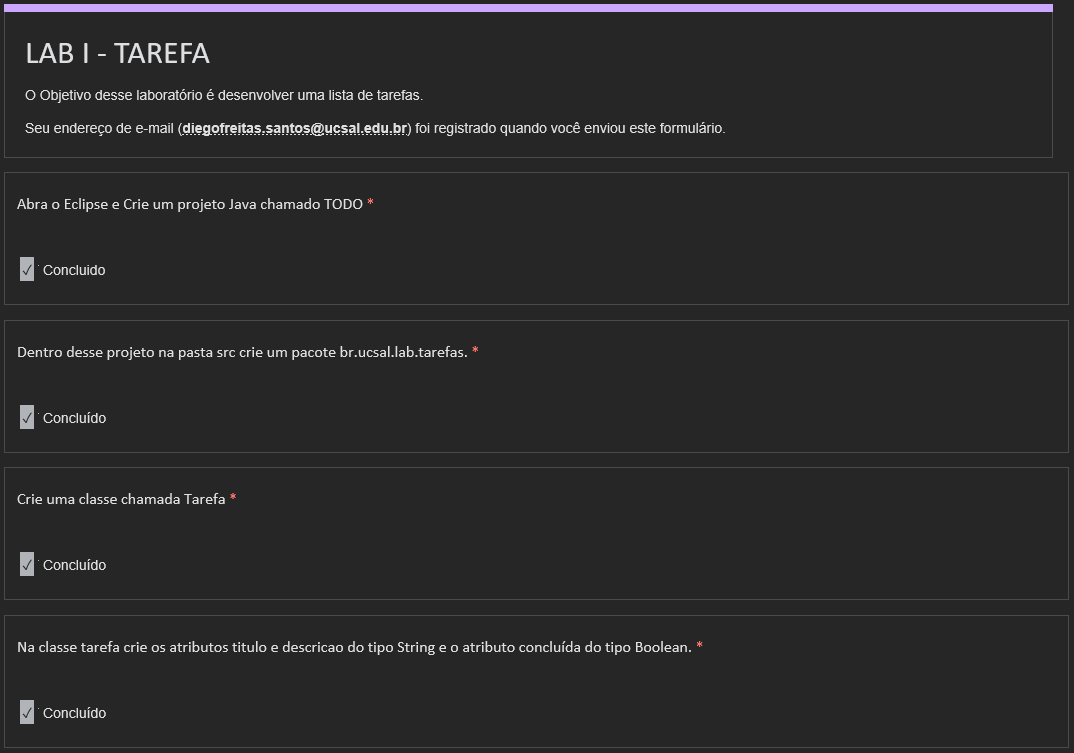 LAB I - TAREFA
O Objetivo desse laboratório é desenvolver uma lista de tarefas.
Seu endereço de e-mail (diegofreitas.santos@ucsal.edu.br) foi registrado quando você enviou este formulário.
Abra o Eclipse e Crie um projeto Java chamado TODO *
✓ Concluido
Dentro desse projeto na pasta src crie um pacote br.ucsal.lab.tarefas. *
✓ Concluído
Crie uma classe chamada Tarefa *
✓ Concluído
Na classe tarefa crie os atributos titulo e descricao do tipo String e o atributo concluída do tipo Boolean. *
✓ Concluído